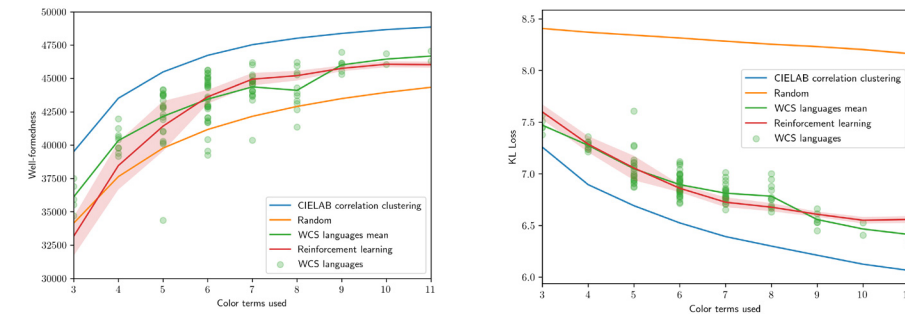 50000
47500
45000
42500
40000
37500
35000
32500
30000
Well-formedness
CIELAB correlation clustering
Random
WCS languages mean
Reinforcement learning
WCS languages
3 4 5 6 7 8 9 10 11
Color terms used
8.5
8.0
7.5
7.0
6.5
6.0
KL Loss
CIELAB correlation clustering
Random
WCS languages mean
Reinforcement learning
WCS languages
3 4 5 6 7 8 9 10
Color terms used